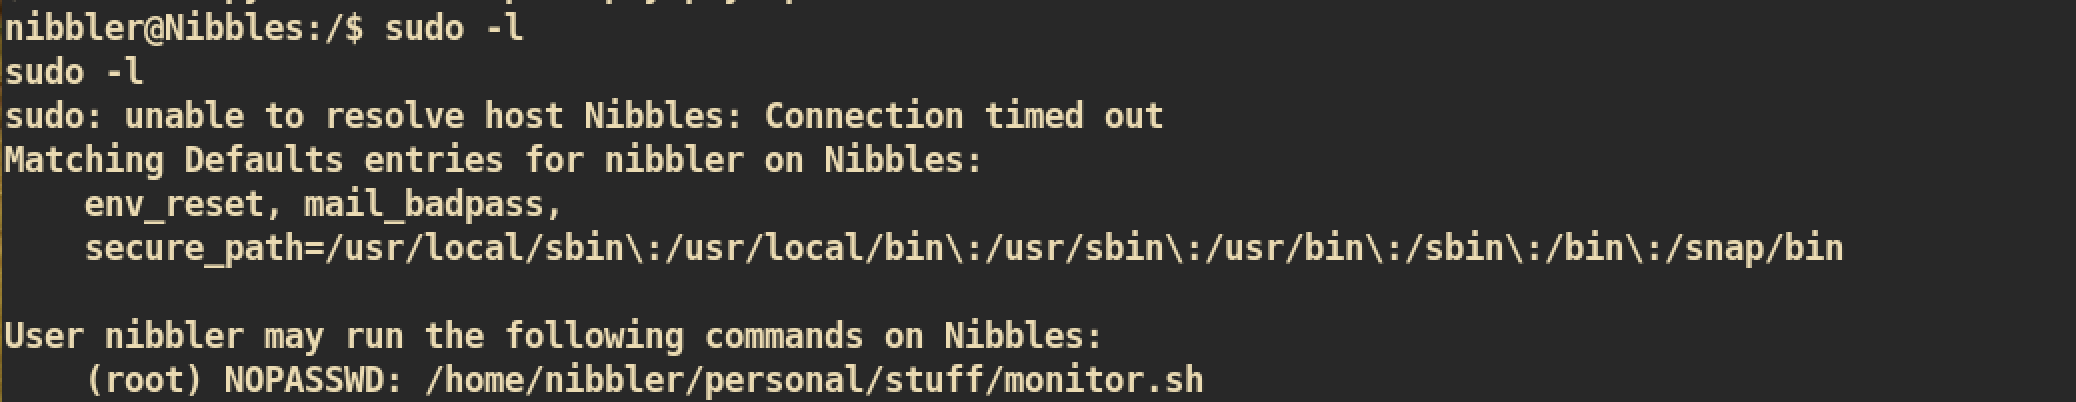 nibbler@Nibbles:/$ sudo -l
sudo -l
sudo: unable to resolve host Nibbles: Connection timed out
Matching Defaults entries for nibbler on Nibbles:
    env_reset, mail_badpass,
    secure_path=/usr/local/sbin\:/usr/local/bin\:/usr/sbin\:/usr/bin\:/sbin\:/bin\:/snap/bin

User nibbler may run the following commands on Nibbles:
    (root) NOPASSWD: /home/nibbler/personal/stuff/monitor.sh